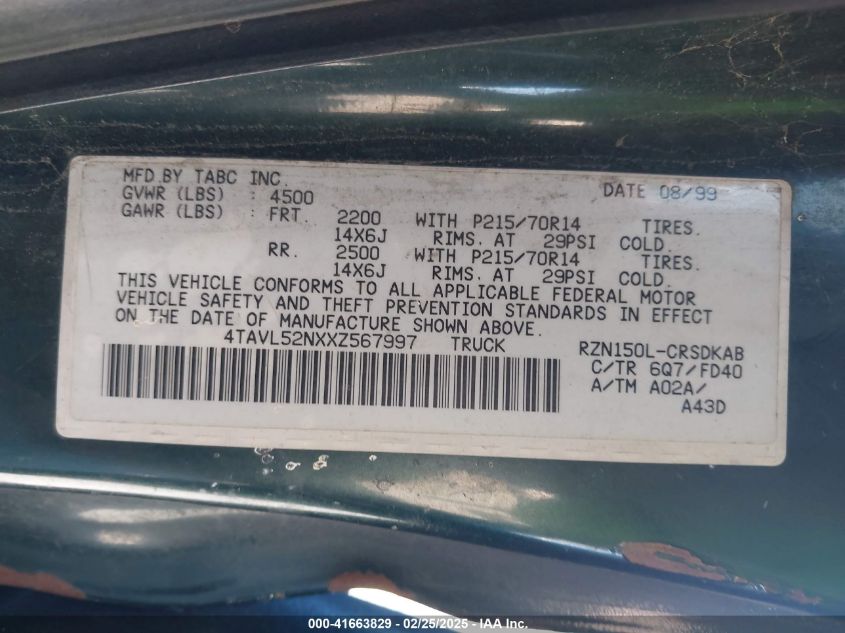 MFD BY TABC INC. DATE 08/99
GVWR (LBS) : 4500
GAWR (LBS) : FRT. 2200 WITH P215/70R14 TIRES.
14X6J RIMS. AT 29PSI COLD.
RR. 2500 WITH P215/70R14 TIRES.
14X6J RIMS. AT 29PSI COLD.
THIS VEHICLE CONFORMS TO ALL APPLICABLE FEDERAL MOTOR
VEHICLE SAFETY AND THEFT PREVENTION STANDARDS IN EFFECT
ON THE DATE OF MANUFACTURE SHOWN ABOVE.
4TAVL52NXXZ567997 TRUCK RZN150L-CRSDKAB
C/TR 6Q7/FD40
A/TM A02A/
A43D
000-41663829 - 02/25/2025 - IAA Inc.